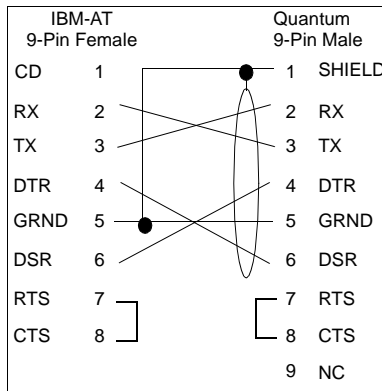 IBM-AT Quantum
9-Pin Female 9-Pin Male
CD 1 1 SHIELD
RX 2 2 RX
TX 3 3 TX
DTR 4 4 DTR
GRND 5 5 GRND
DSR 6 6 DSR
RTS 7 7 RTS
CTS 8 8 CTS
9 NC